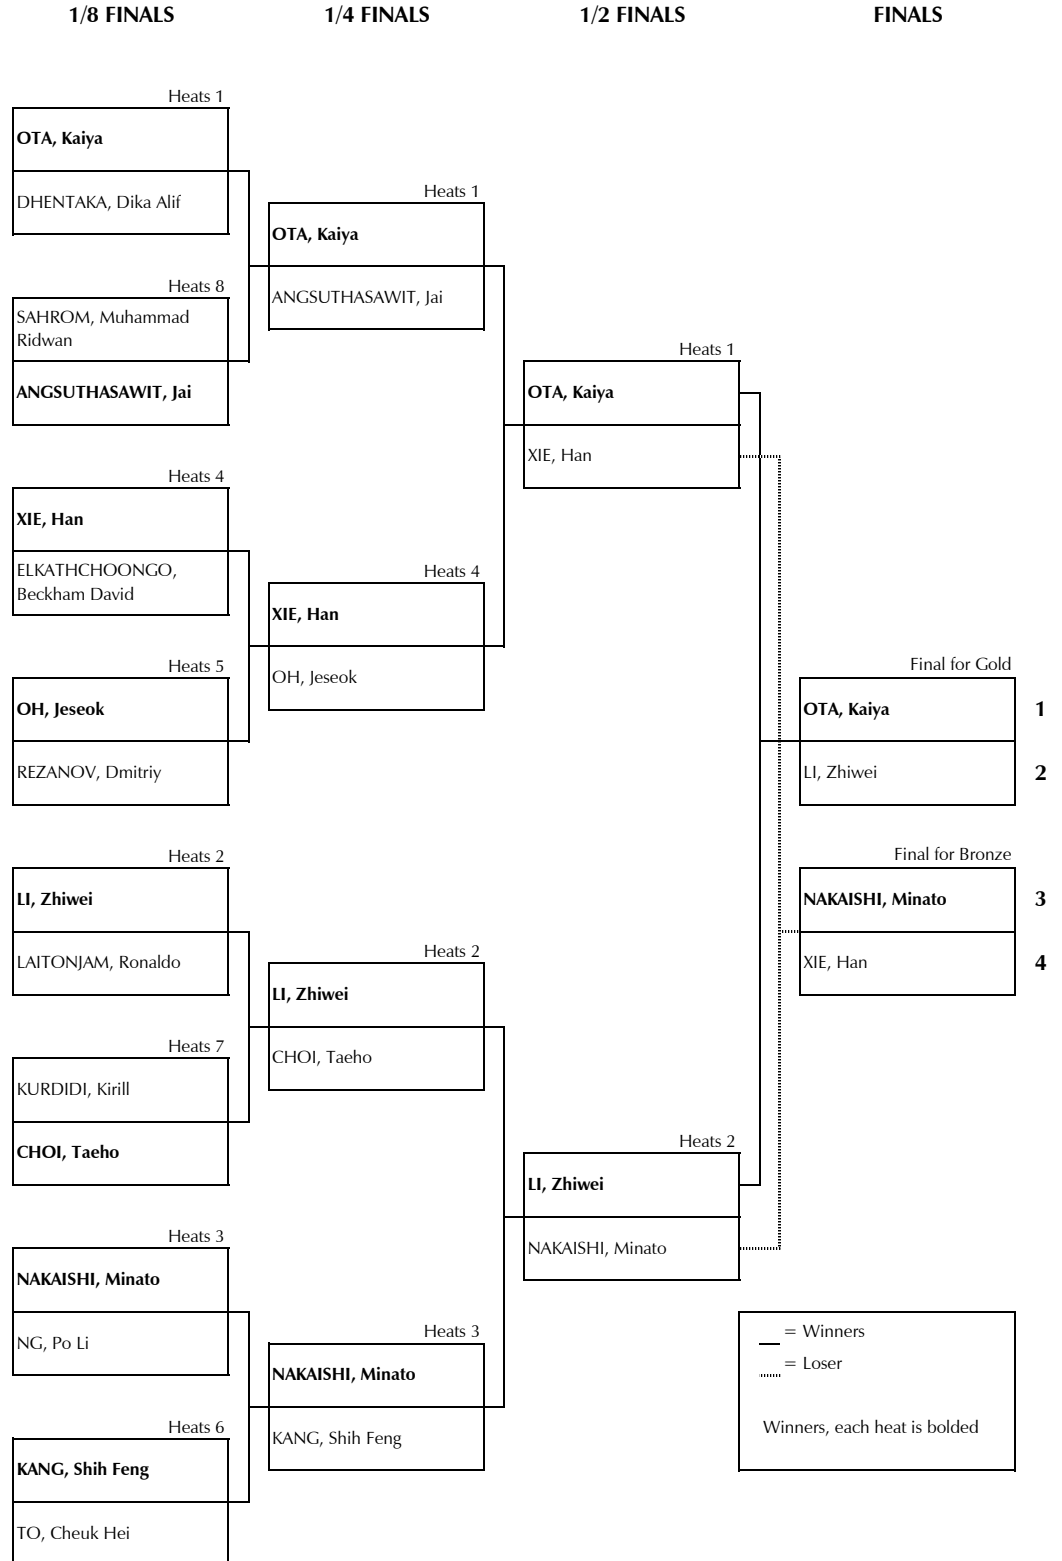 1/8 FINALS
1/4 FINALS
1/2 FINALS
FINALS
Heats 1
OTA, Kaiya
DHENTAKA, Dika Alif
Heats 8
SAHROM, Muhammad
Ridwan
ANGSUTHASAWIT, Jai
Heats 4
XIE, Han
ELKATHCHOONGO,
Beckham David
Heats 5
OH, Jeseok
REZANOV, Dmitriy
Heats 2
LI, Zhiwei
LAITONJAM, Ronaldo
Heats 7
KURDIDI, Kirill
CHOI, Taeho
Heats 3
NAKAISHI, Minato
NG, Po Li
Heats 6
KANG, Shih Feng
TO, Cheuk Hei
Heats 1
OTA, Kaiya
ANGSUTHASAWIT, Jai
Heats 4
XIE, Han
OH, Jeseok
Heats 2
LI, Zhiwei
CHOI, Taeho
Heats 3
NAKAISHI, Minato
KANG, Shih Feng
Heats 1
OTA, Kaiya
XIE, Han
Heats 2
LI, Zhiwei
NAKAISHI, Minato
Final for Gold
OTA, Kaiya 1
LI, Zhiwei 2
Final for Bronze
NAKAISHI, Minato 3
XIE, Han 4
= Winners
= Loser
Winners, each heat is bolded